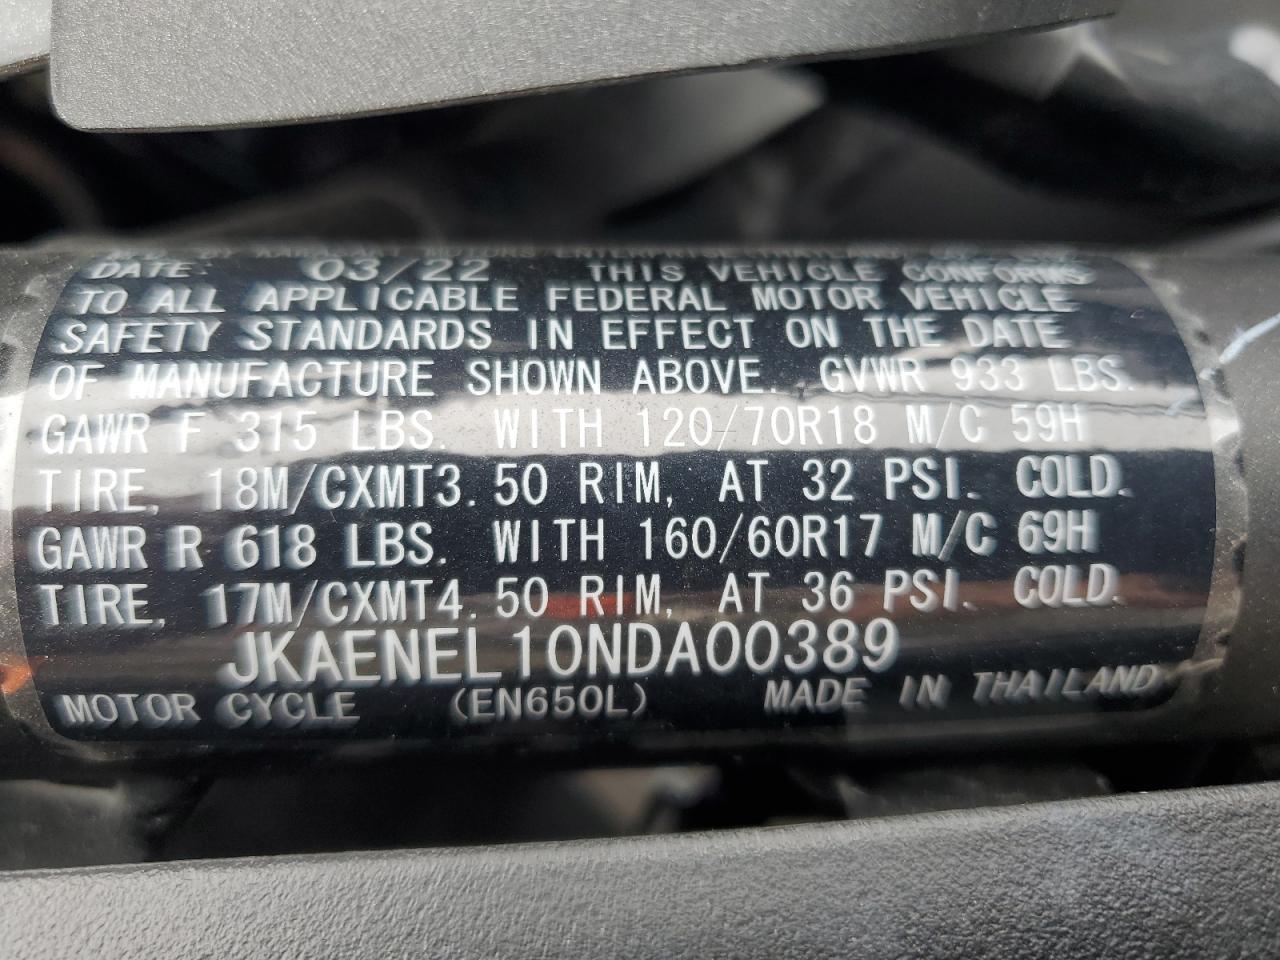 MOTORS
DATE: 03/22 THIS VEHICLE CONFORMS
TO ALL APPLICABLE FEDERAL MOTOR VEHICLE
SAFETY STANDARDS IN EFFECT ON THE DATE
OF MANUFACTURE SHOWN ABOVE. GVWR 933 LBS.
GAWR F 315 LBS. WITH 120/70R18 M/C 59H
TIRE, 18M/CXMT3.50 RIM, AT 32 PSI. COLD.
GAWR R 618 LBS. WITH 160/60R17 M/C 69H
TIRE, 17M/CXMT4.50 RIM, AT 36 PSI. COLD.
JKAENEL10NDA00389
MOTOR CYCLE (EN650L) MADE IN THAILAND